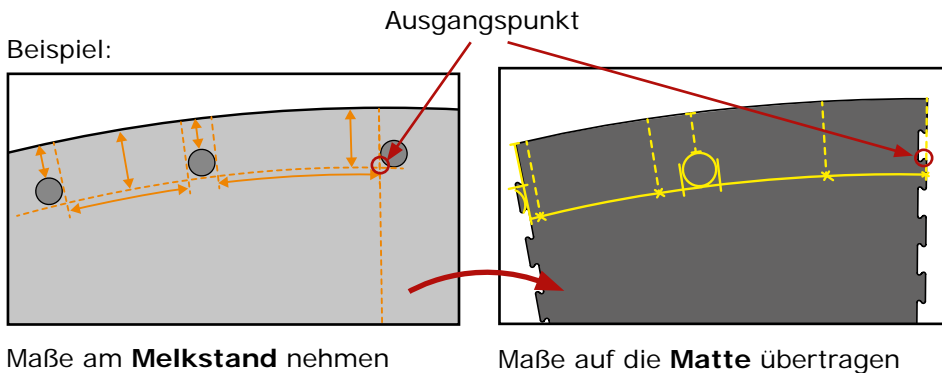 Ausgangspunkt
Beispiel:
Maße am Melkstand nehmen
Maße auf die Matte übertragen